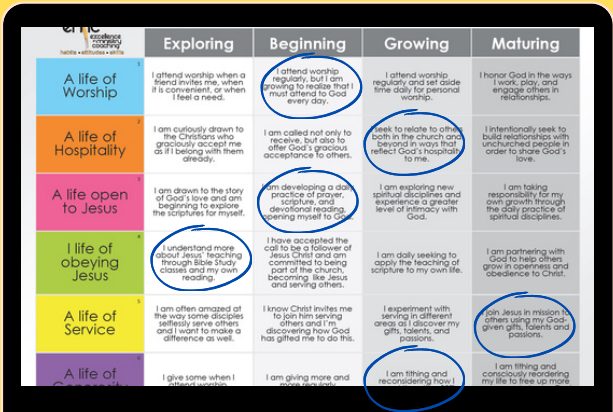 excellence
in ministry
coaching
habits • attitudes • skills
Exploring
Beginning
Growing
Maturing
1
A life of
Worship
I attend worship when a
friend invites me, when
it is convenient, or when
I feel a need.
I attend worship
regularly, but I am
growing to realize that I
must attend to God
every day.
I attend worship
regularly and set aside
time daily for personal
worship.
I honor God in the ways
I work, play, and
engage others in
relationships.
2
A life of
Hospitality
I am curiously drawn to
the Christians who
graciously accept me
as if I belong with them
already.
I am called not only to
receive, but also to
offer God's gracious
acceptance to others.
I seek to relate to others
both in the church and
beyond in ways that
reflect God's hospitality
to me.
I intentionally seek to
build relationships with
unchurched people in
order to share God's
love.
3
A life open
to Jesus
I am drawn to the story
of God's love and am
beginning to explore
the scriptures for myself.
I am developing a daily
practice of prayer,
scripture, and
devotional reading,
opening myself to God.
I am exploring new
spiritual disciplines and
experience a greater
level of intimacy with
God.
I am taking
responsibility for my
own growth through
the daily practice of
spiritual disciplines.
4
I life of
obeying
Jesus
I understand more
about Jesus' teaching
through Bible Study
classes and my own
reading.
I have accepted the
call to be a follower of
Jesus Christ and am
committed to being
part of the church,
becoming like Jesus
and serving others.
I am daily seeking to
apply the teaching of
scripture to my own life.
I am partnering with
God to help others
grow in openness and
obedience to Christ.
5
A life of
Service
I am often amazed at
the way some disciples
selflessly serve others
and I want to make a
difference as well.
I know Christ invites me
to join him serving
others and I'm
discovering how God
has gifted me to do this.
I experiment with
serving in different
areas as I discover my
gifts, talents and
passions.
I join Jesus in mission to
others using my God-
given gifts, talents and
passions.
6
A life of
Generosity
I give some when I
attend worship
I am giving more and
more regularly
I am tithing and
reconsidering how I
I am tithing and
consciously reordering
my life to free up more